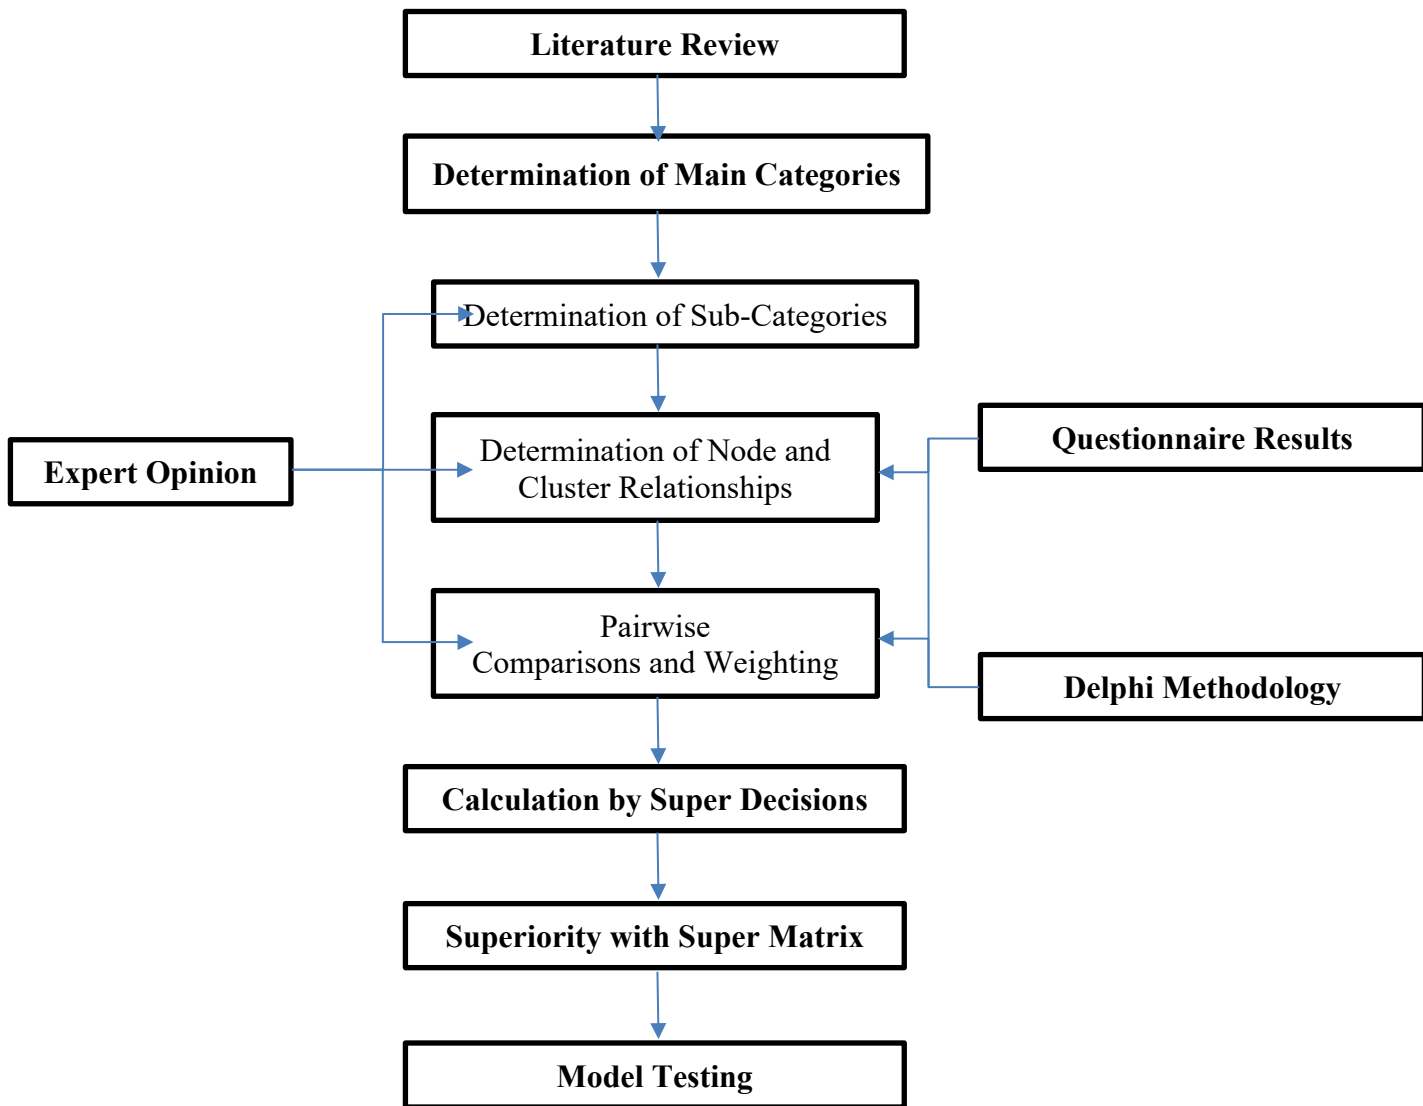 Literature Review
Determination of Main Categories
Determination of Sub-Categories
Expert Opinion
Determination of Node and
Cluster Relationships
Questionnaire Results
Pairwise
Comparisons and Weighting
Delphi Methodology
Calculation by Super Decisions
Superiority with Super Matrix
Model Testing